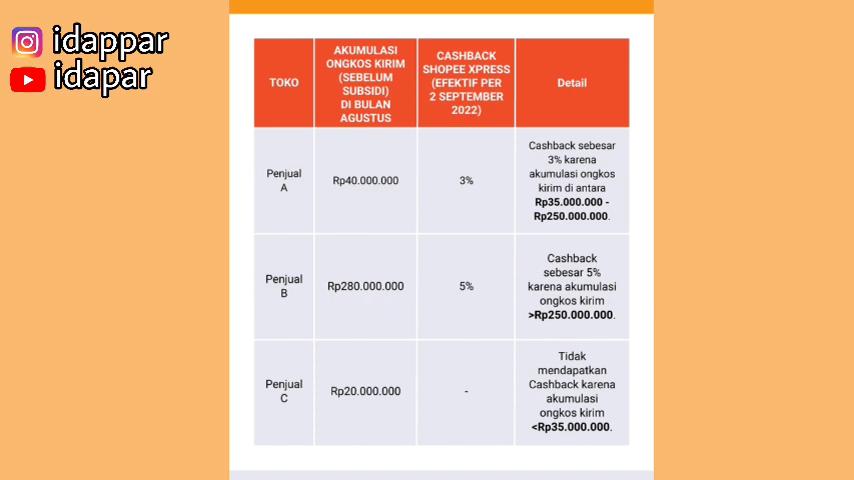 idappar
idapar
TOKO
AKUMULASI
ONGKOS KIRIM
(SEBELUM
SUBSIDI)
DI BULAN
AGUSTUS
CASHBACK
SHOPEE XPRESS
(EFEKTIF PER
2 SEPTEMBER
2022)
Detail
Penjual
A
Rp40.000.000
3%
Cashback sebesar
3% karena
akumulasi ongkos
kirim di antara
Rp35.000.000 -
Rp250.000.000.
Penjual
B
Rp280.000.000
5%
Cashback
sebesar 5%
karena akumulasi
ongkos kirim
>Rp250.000.000.
Penjual
C
Rp20.000.000
-
Tidak
mendapatkan
Cashback karena
akumulasi
ongkos kirim
<Rp35.000.000.